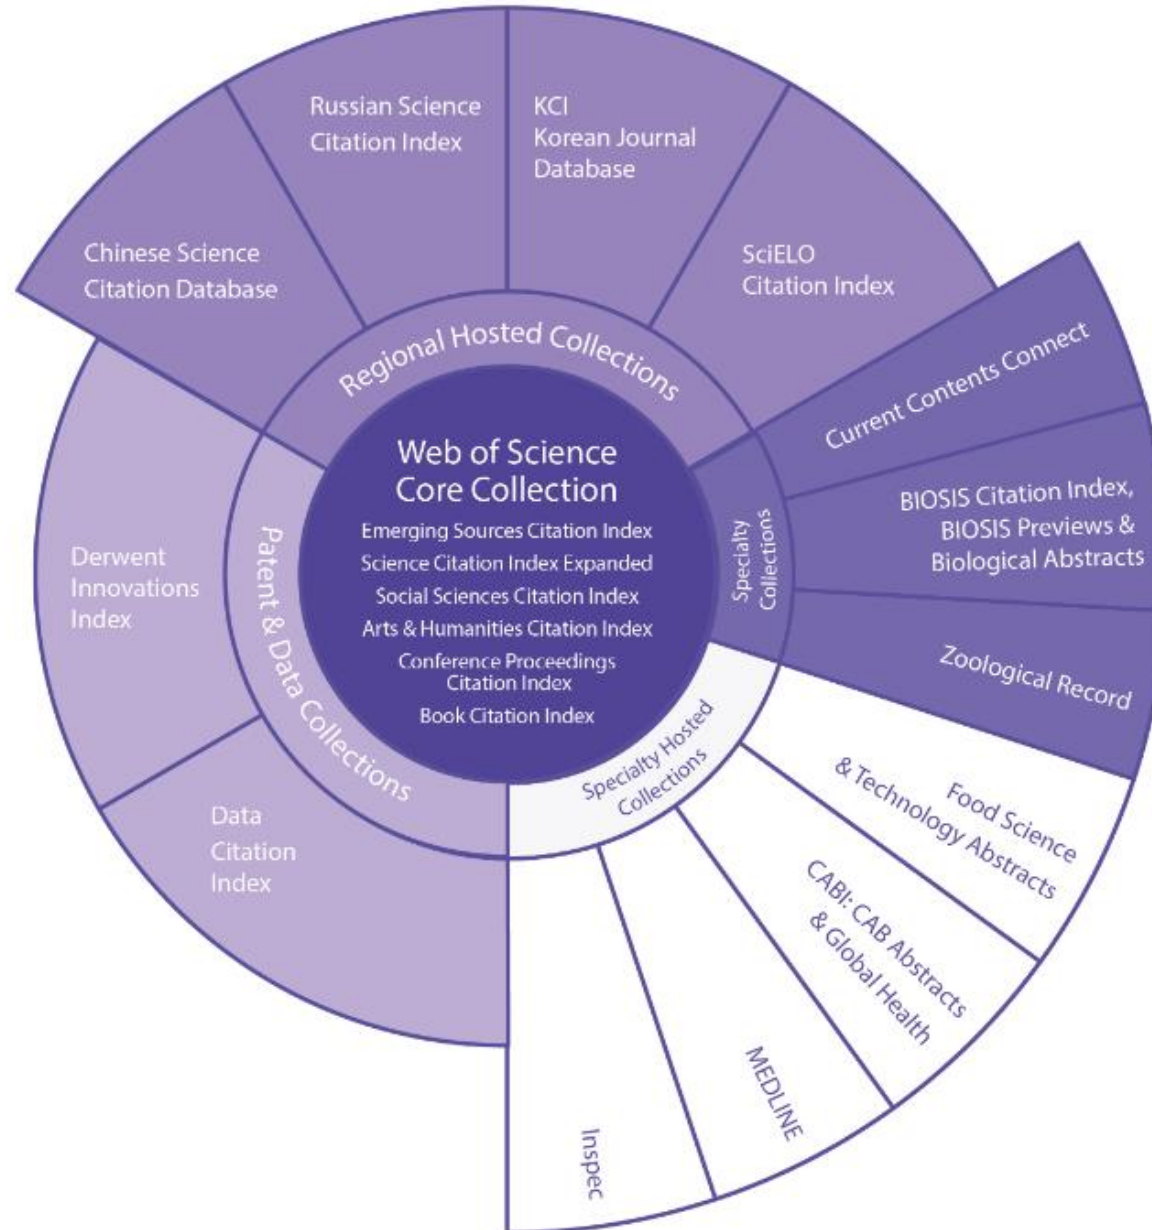 Regional Hosted Collections
Chinese Science
Citation Database
Russian Science
Citation Index
KCI
Korean Journal
Database
SciELO
Citation Index
Web of Science
Core Collection
Emerging Sources Citation Index
Science Citation Index Expanded
Social Sciences Citation Index
Arts & Humanities Citation Index
Conference Proceedings
Citation Index
Book Citation Index
Specialty
Collections
Current Contents Connect
BIOSIS Citation Index,
BIOSIS Previews &
Biological Abstracts
Zoological Record
Specialty Hosted
Collections
Food Science
& Technology Abstracts
CABI: CAB Abstracts
& Global Health
MEDLINE
Inspec
Patent & Data Collections
Derwent
Innovations
Index
Data
Citation
Index